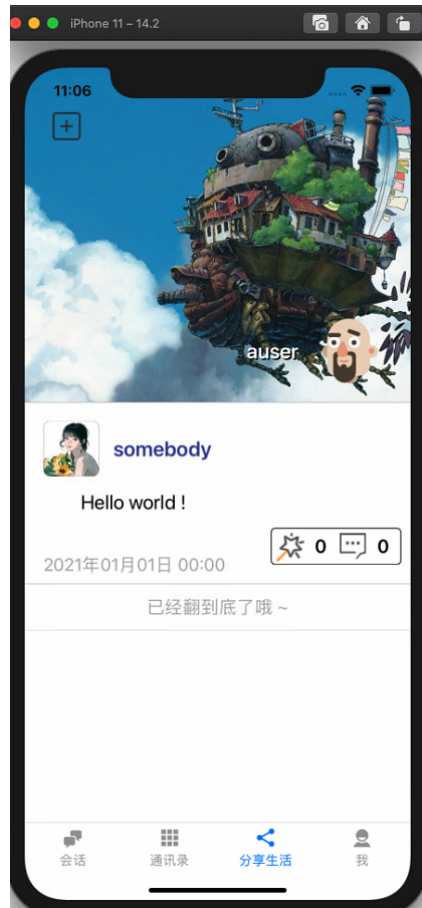 iPhone 11 – 14.2
11:06
auser
somebody
Hello world !
0 0
2021年01月01日 00:00
已经翻到底了哦 ~
会话 通讯录 分享生活 我